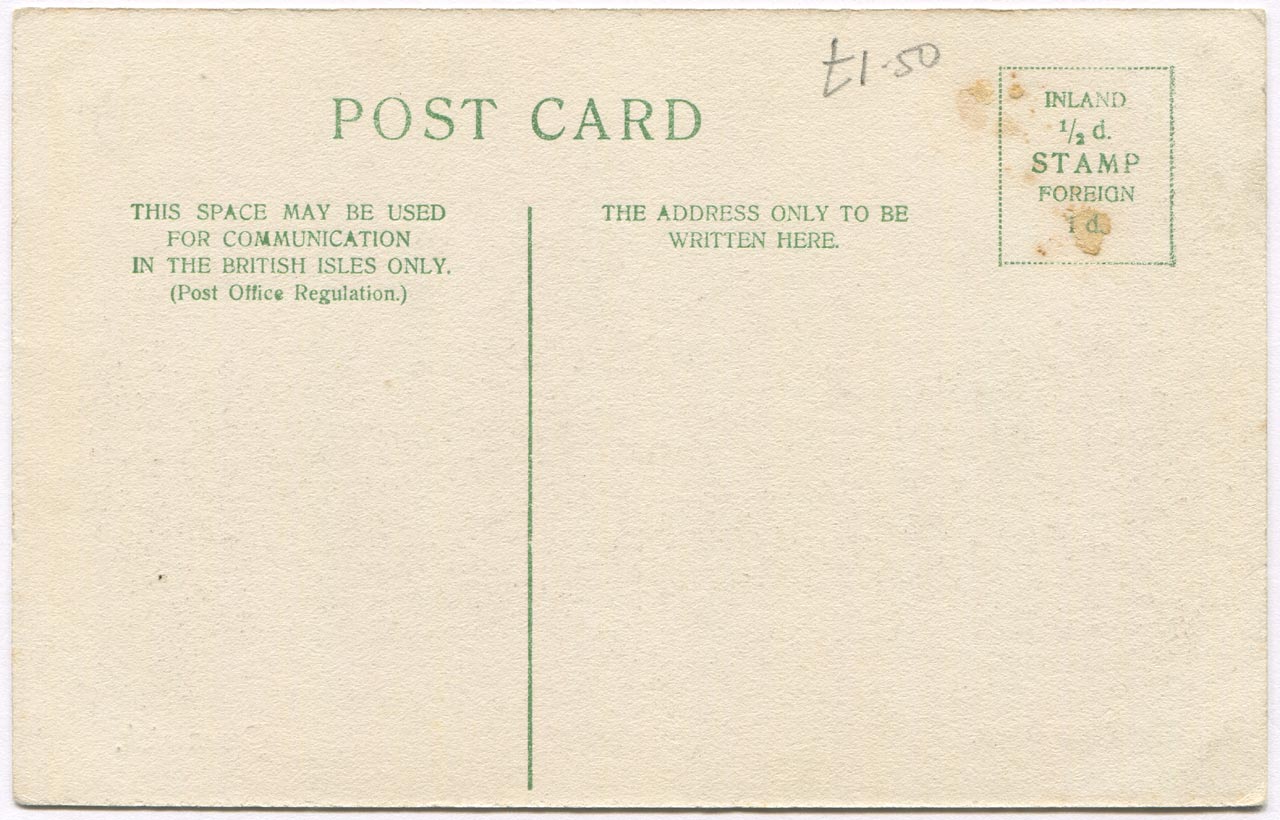 £1.50
POST CARD
THIS SPACE MAY BE USED
FOR COMMUNICATION
IN THE BRITISH ISLES ONLY.
(Post Office Regulation.)
THE ADDRESS ONLY TO BE
WRITTEN HERE.
INLAND
½ d.
STAMP
FOREIGN
1 d.